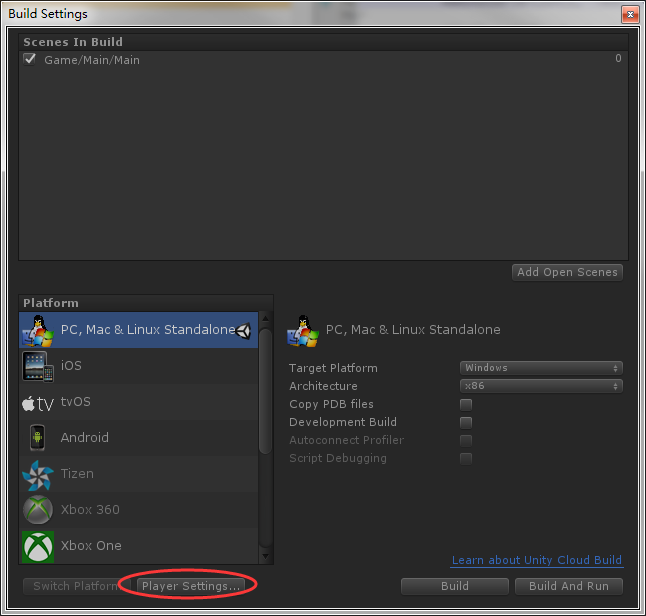 Build Settings
Scenes In Build
Game/Main/Main 0
Add Open Scenes
Platform
PC, Mac & Linux Standalone
iOS
tvOS
Android
Tizen
Xbox 360
Xbox One
PC, Mac & Linux Standalone
Target Platform Windows
Architecture x86
Copy PDB files
Development Build
Autoconnect Profiler
Script Debugging
Learn about Unity Cloud Build
Switch Platform Player Settings... Build Build And Run